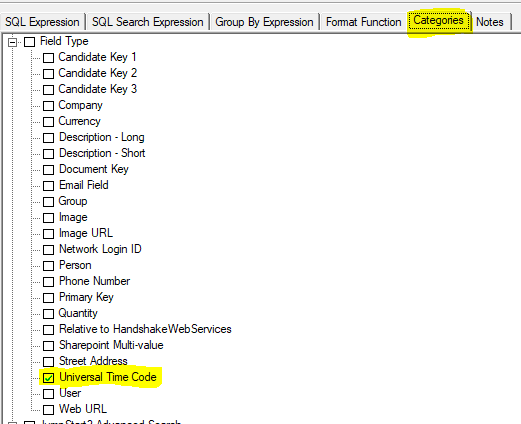 SQL Expression SQL Search Expression Group By Expression Format Function Categories Notes
Field Type
Candidate Key 1
Candidate Key 2
Candidate Key 3
Company
Currency
Description - Long
Description - Short
Document Key
Email Field
Group
Image
Image URL
Network Login ID
Person
Phone Number
Primary Key
Quantity
Relative to HandshakeWebServices
Sharepoint Multi-value
Street Address
Universal Time Code
User
Web URL
JumpStart2 Advanced Search